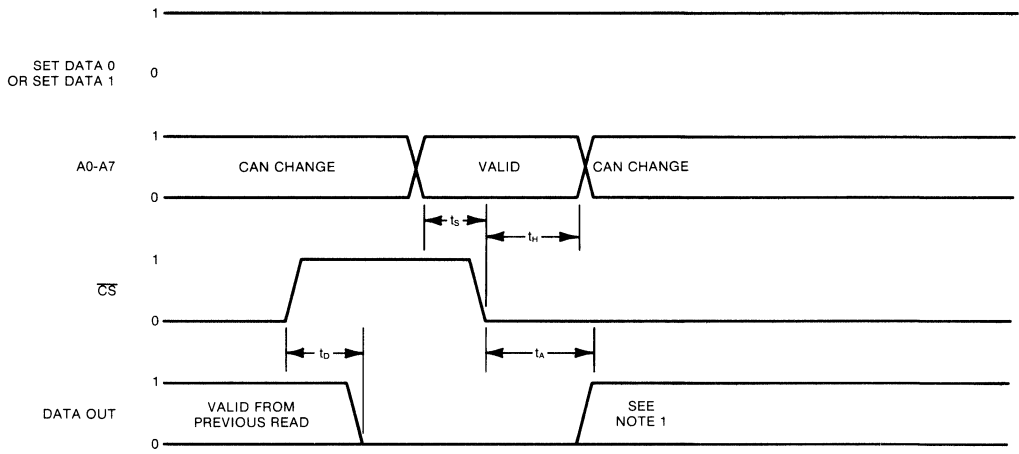 1
SET DATA 0
OR SET DATA 1
0
1
A0-A7
CAN CHANGE
VALID
CAN CHANGE
0
tS
tH
1
CS
0
tD
tA
1
DATA OUT
VALID FROM
PREVIOUS READ
SEE
NOTE 1
0